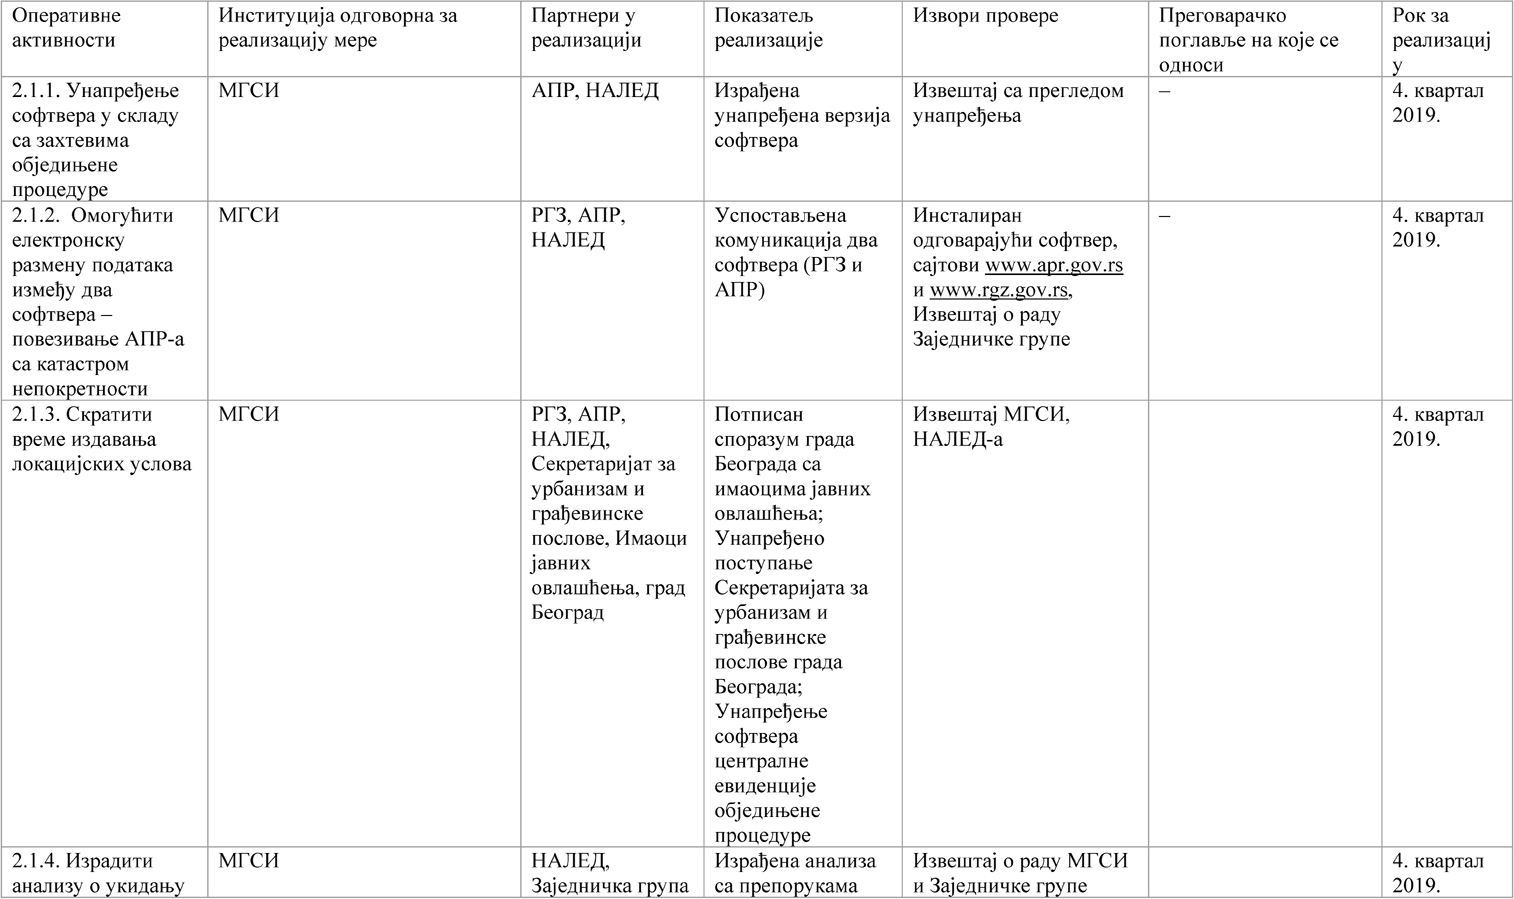 Оперативне
активности
Институција одговорна за
реализацију мере
Партнери у
реализацији
Показатељ
реализације
Извори провере
Преговарачко
поглавље на које се
односи
Рок за
реализациј
у
2.1.1. Унапређење
софтвера у складу
са захтевима
обједињене
процедуре
МГСИ
АПР, НАЛЕД
Израђена
унапређена верзија
софтвера
Извештај са прегледом
унапређења
–
4. квартал
2019.
2.1.2.  Омогућити
електронску
размену података
између два
софтвера –
повезивање АПР-а
са катастром
непокретности
МГСИ
РГЗ, АПР,
НАЛЕД
Успостављена
комуникација два
софтвера (РГЗ и
АПР)
Инсталиран
одговарајући софтвер,
сајтови www.apr.gov.rs
и www.rgz.gov.rs,
Извештај о раду
Заједничке групе
–
4. квартал
2019.
2.1.3. Скратити
време издавања
локацијских услова
МГСИ
РГЗ, АПР,
НАЛЕД,
Секретаријат за
урбанизам и
грађевинске
послове, Имаоци
јавних
овлашћења, град
Београд
Потписан
споразум града
Београда са
имаоцима јавних
овлашћења;
Унапређено
поступање
Секретаријата за
урбанизам и
грађевинске
послове града
Београда;
Унапређење
софтвера
централне
евиденције
обједињене
процедуре
Извештај МГСИ,
НАЛЕД-а
4. квартал
2019.
2.1.4. Израдити
анализу о укидању
МГСИ
НАЛЕД,
Заједничка група
Израђена анализа
са препорукама
Извештај о раду МГСИ
и Заједничке групе
4. квартал
2019.